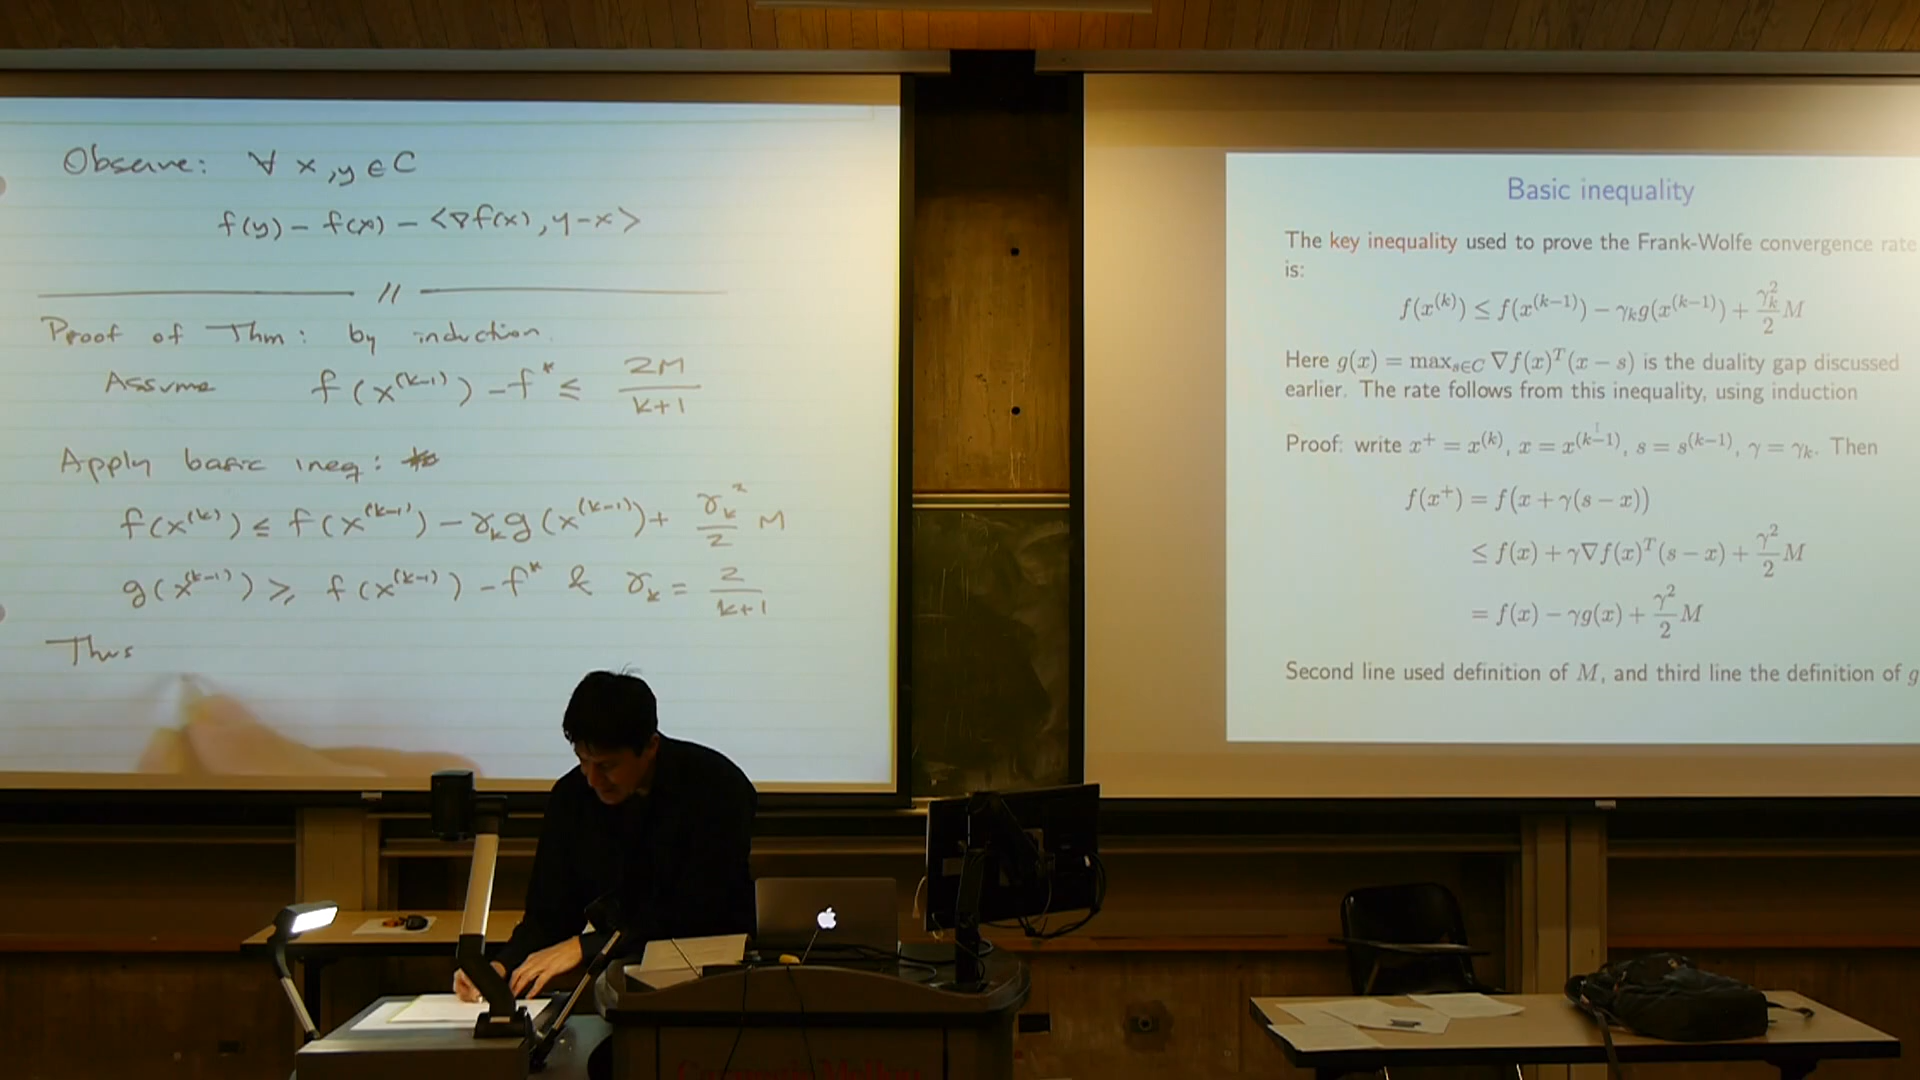 Observe: ∀ x, y ∈ C
f(y) − f(x) − <∇f(x), y−x>
//
Proof of Thm: by induction.
Assume f(x^(k-1)) − f* ≤ 2M/(k+1)
Apply basic ineq:
f(x^(k)) ≤ f(x^(k-1)) − γ_k g(x^(k-1)) + γ_k^2/2 M
g(x^(k-1)) ≥ f(x^(k-1)) − f* & γ_k = 2/(k+1)
Thus
Basic inequality
The key inequality used to prove the Frank-Wolfe convergence rate
is:
f(x^(k)) ≤ f(x^(k−1)) − γ_k g(x^(k−1)) + γ_k^2/2 M
Here g(x) = max_{s∈C} ∇f(x)^T (x − s) is the duality gap discussed
earlier. The rate follows from this inequality, using induction
Proof: write x^+ = x^(k), x = x^(k−1), s = s^(k−1), γ = γ_k. Then
f(x^+) = f(x + γ(s − x))
≤ f(x) + γ∇f(x)^T (s − x) + γ^2/2 M
= f(x) − γg(x) + γ^2/2 M
Second line used definition of M, and third line the definition of g
Carnegie Mellon